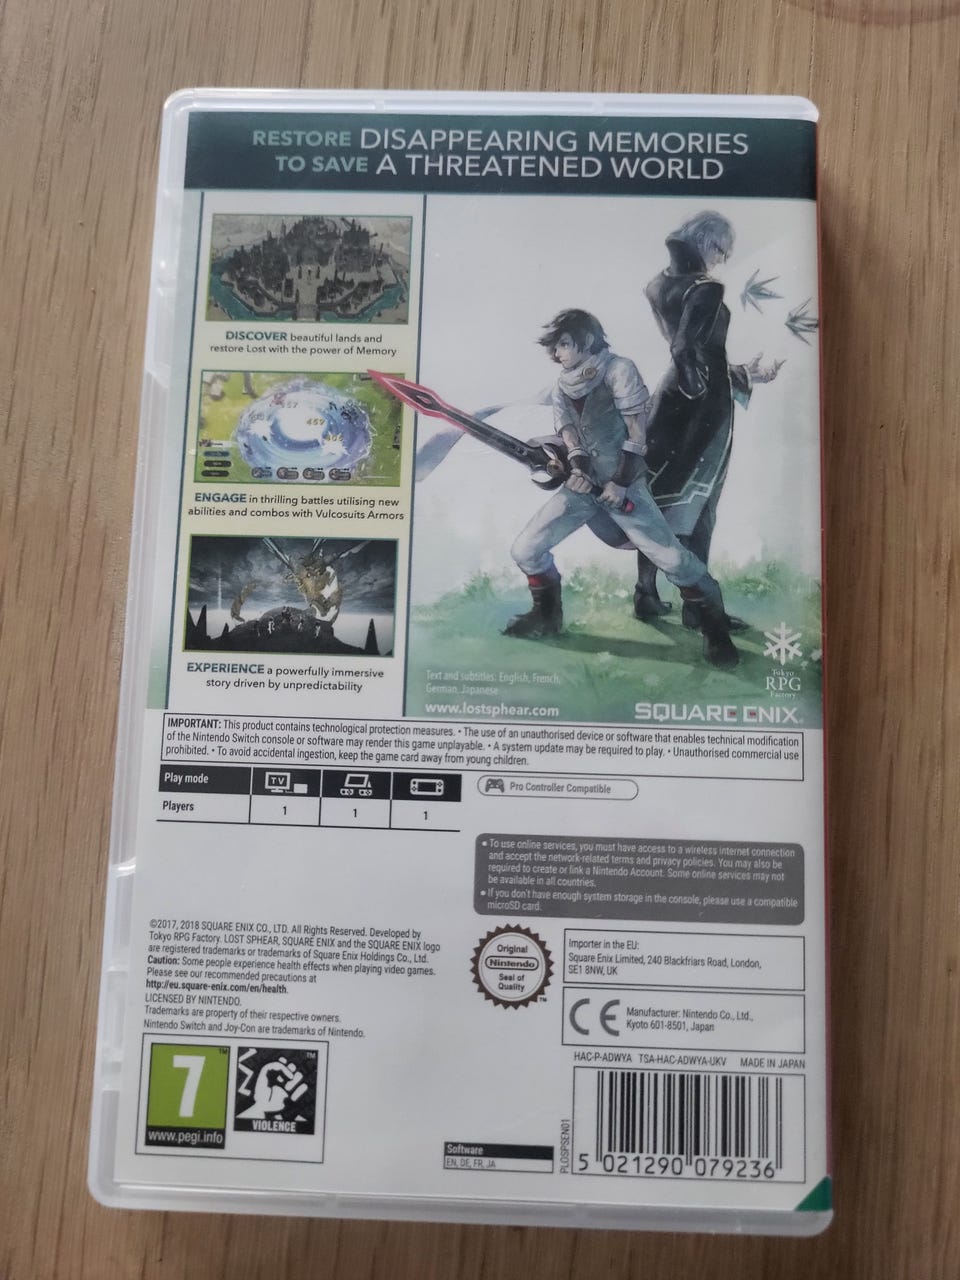 RESTORE DISAPPEARING MEMORIES
TO SAVE A THREATENED WORLD
DISCOVER beautiful lands and
restore Lost with the power of Memory
457
459
ENGAGE in thrilling battles utilising new
abilities and combos with Vulcosuits Armors
EXPERIENCE a powerfully immersive
story driven by unpredictability
Text and subtitles: English, French,
German, Japanese
www.lostsphear.com
Tokyo
RPG
Factory
SQUARE ENIX.
IMPORTANT: This product contains technological protection measures. • The use of an unauthorised device or software that enables technical modification
of the Nintendo Switch console or software may render this game unplayable. • A system update may be required to play. • Unauthorised commercial use
prohibited. • To avoid accidental ingestion, keep the game card away from young children.
Play mode
TV
Players
1
1
1
Pro Controller Compatible
• To use online services, you must have access to a wireless internet connection
and accept the network-related terms and privacy policies. You may also be
required to create or link a Nintendo Account. Some online services may not
be available in all countries.
• If you don't have enough system storage in the console, please use a compatible
microSD card.
©2017, 2018 SQUARE ENIX CO., LTD. All Rights Reserved. Developed by
Tokyo RPG Factory. LOST SPHEAR, SQUARE ENIX and the SQUARE ENIX logo
are registered trademarks or trademarks of Square Enix Holdings Co., Ltd.
Caution: Some people experience health effects when playing video games.
Please see our recommended precautions at
http://eu.square-enix.com/en/health.
LICENSED BY NINTENDO.
Trademarks are property of their respective owners.
Nintendo Switch and Joy-Con are trademarks of Nintendo.
Original
Nintendo
Seal of
Quality
TM
Importer in the EU:
Square Enix Limited, 240 Blackfriars Road, London,
SE1 8NW, UK
CE
Manufacturer: Nintendo Co., Ltd.,
Kyoto 601-8501, Japan
HAC-P-ADWYA TSA-HAC-ADWYA-UKV MADE IN JAPAN
7
TM
www.pegi.info
TM
VIOLENCE
Software
EN, DE, FR, JA
PLOSPSEN01
5 021290 079236